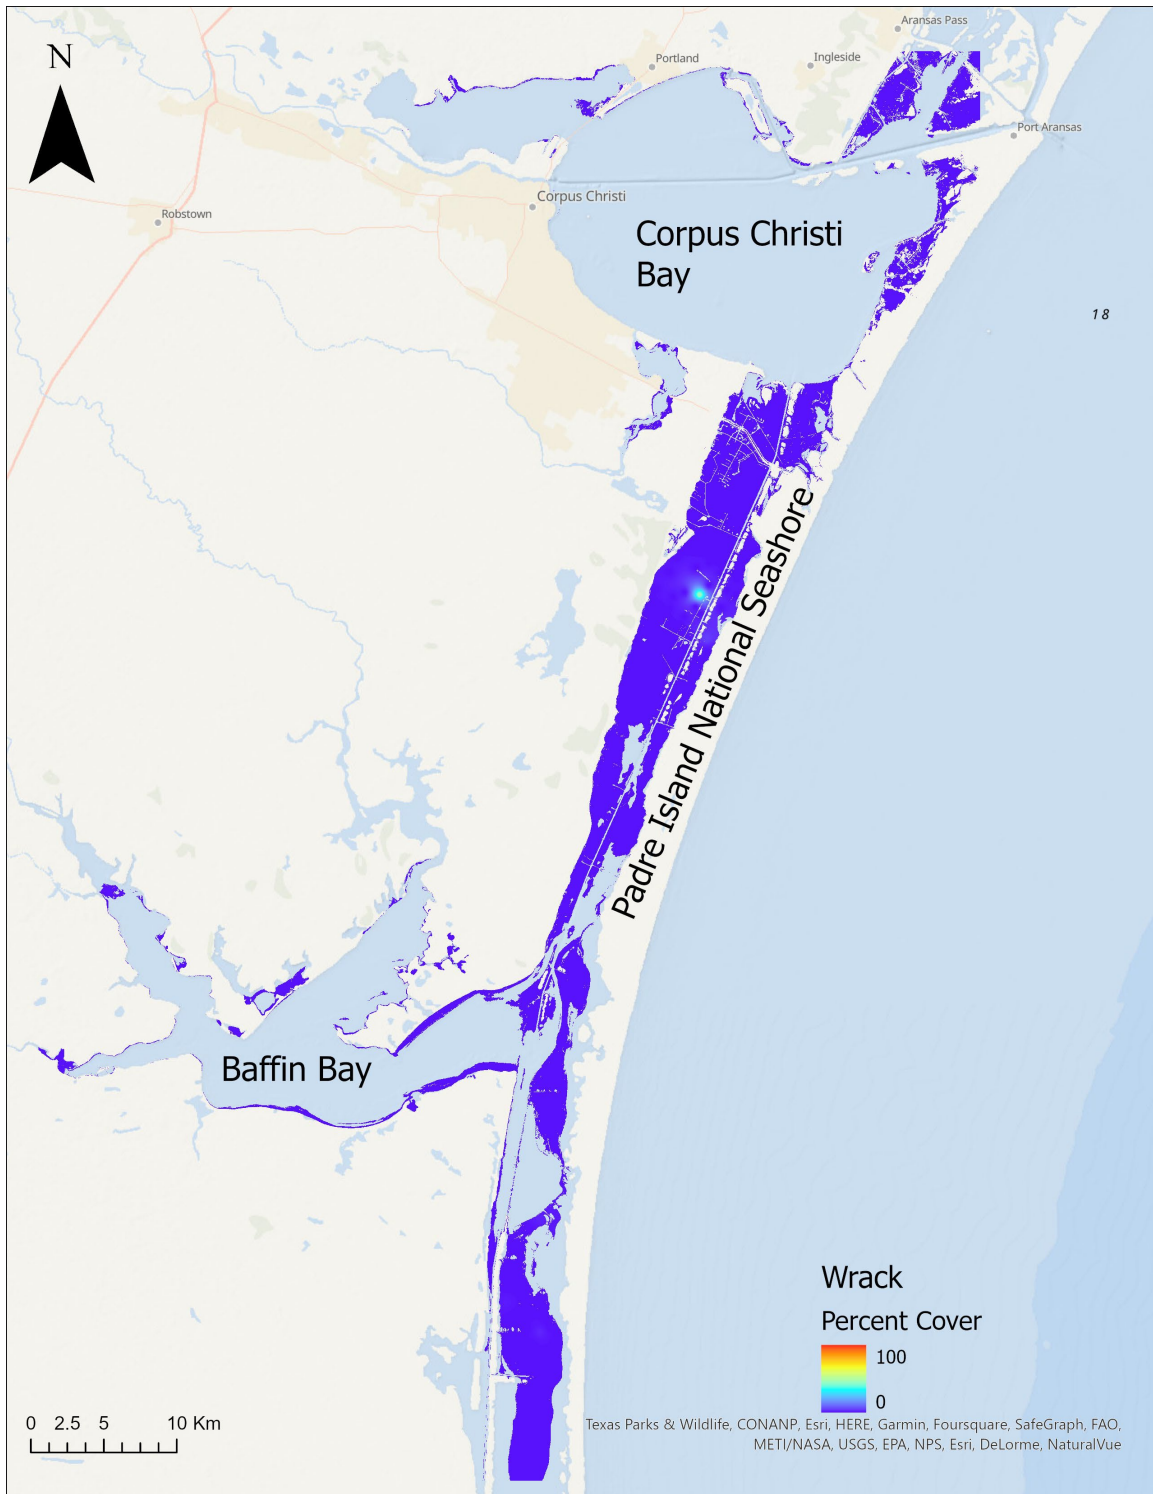 N
Aransas Pass
Portland
Ingleside
Port Aransas
Corpus Christi
Robstown
Corpus Christi
Bay
18
Padre Island National Seashore
Baffin Bay
Wrack
Percent Cover
100
0
0 2.5 5 10 Km
Texas Parks & Wildlife, CONANP, Esri, HERE, Garmin, Foursquare, SafeGraph, FAO,
METI/NASA, USGS, EPA, NPS, Esri, DeLorme, NaturalVue